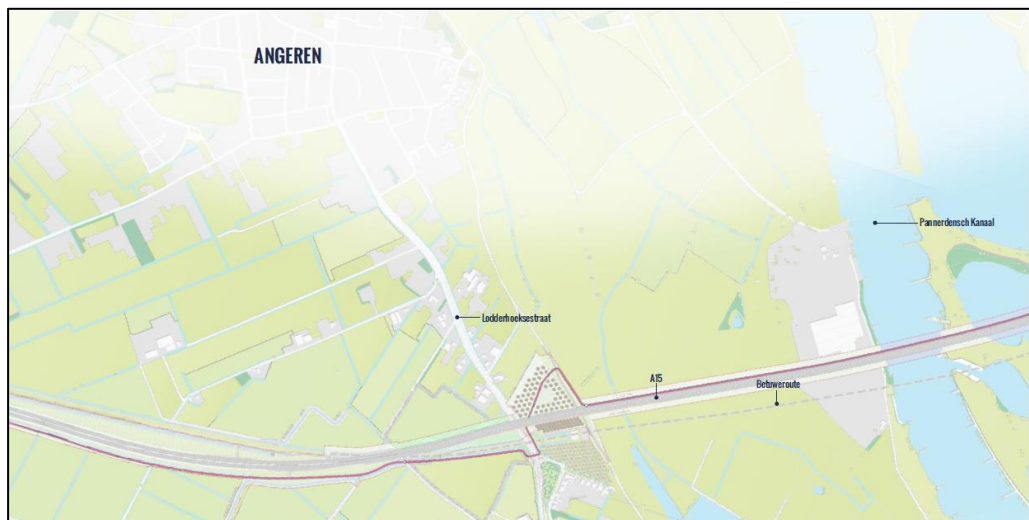 ANGEREN
Pannerdensch Kanaal
Lodderhoeksestraat
A15
Betuweroute